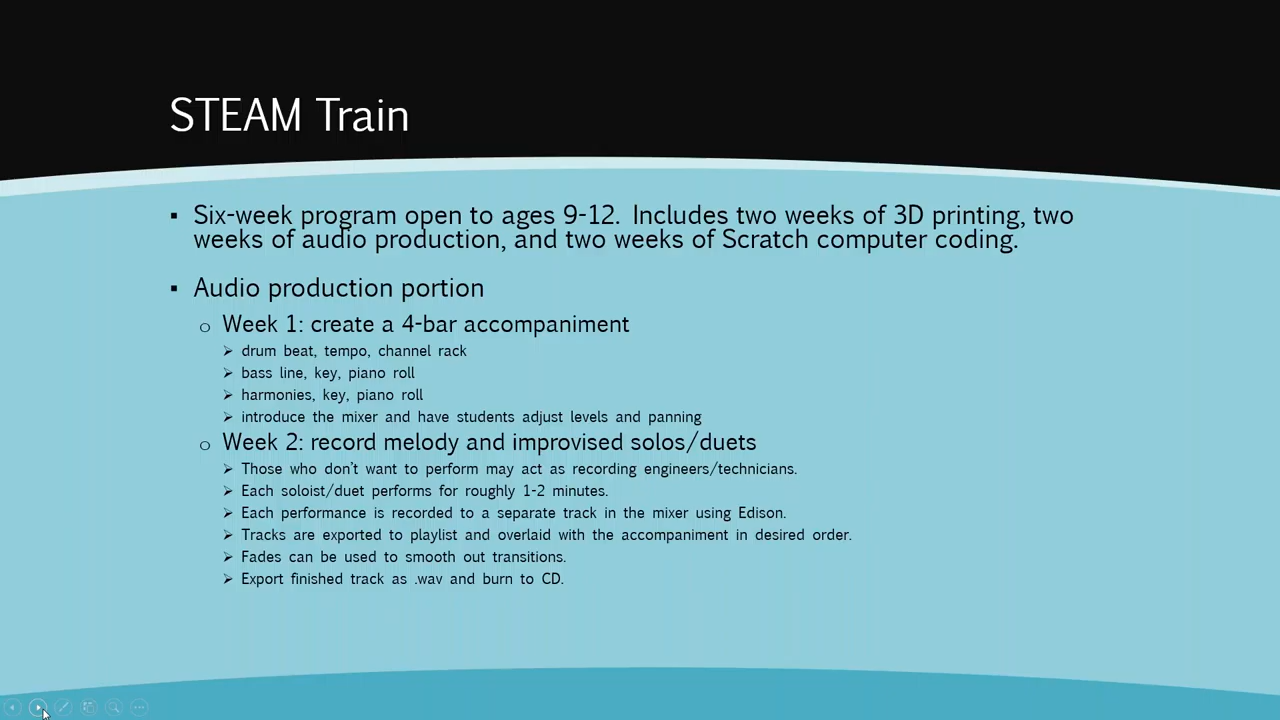 STEAM Train
▪ Six-week program open to ages 9-12. Includes two weeks of 3D printing, two
weeks of audio production, and two weeks of Scratch computer coding.
▪ Audio production portion
o Week 1: create a 4-bar accompaniment
➢ drum beat, tempo, channel rack
➢ bass line, key, piano roll
➢ harmonies, key, piano roll
➢ introduce the mixer and have students adjust levels and panning
o Week 2: record melody and improvised solos/duets
➢ Those who don't want to perform may act as recording engineers/technicians.
➢ Each soloist/duet performs for roughly 1-2 minutes.
➢ Each performance is recorded to a separate track in the mixer using Edison.
➢ Tracks are exported to playlist and overlaid with the accompaniment in desired order.
➢ Fades can be used to smooth out transitions.
➢ Export finished track as .wav and burn to CD.